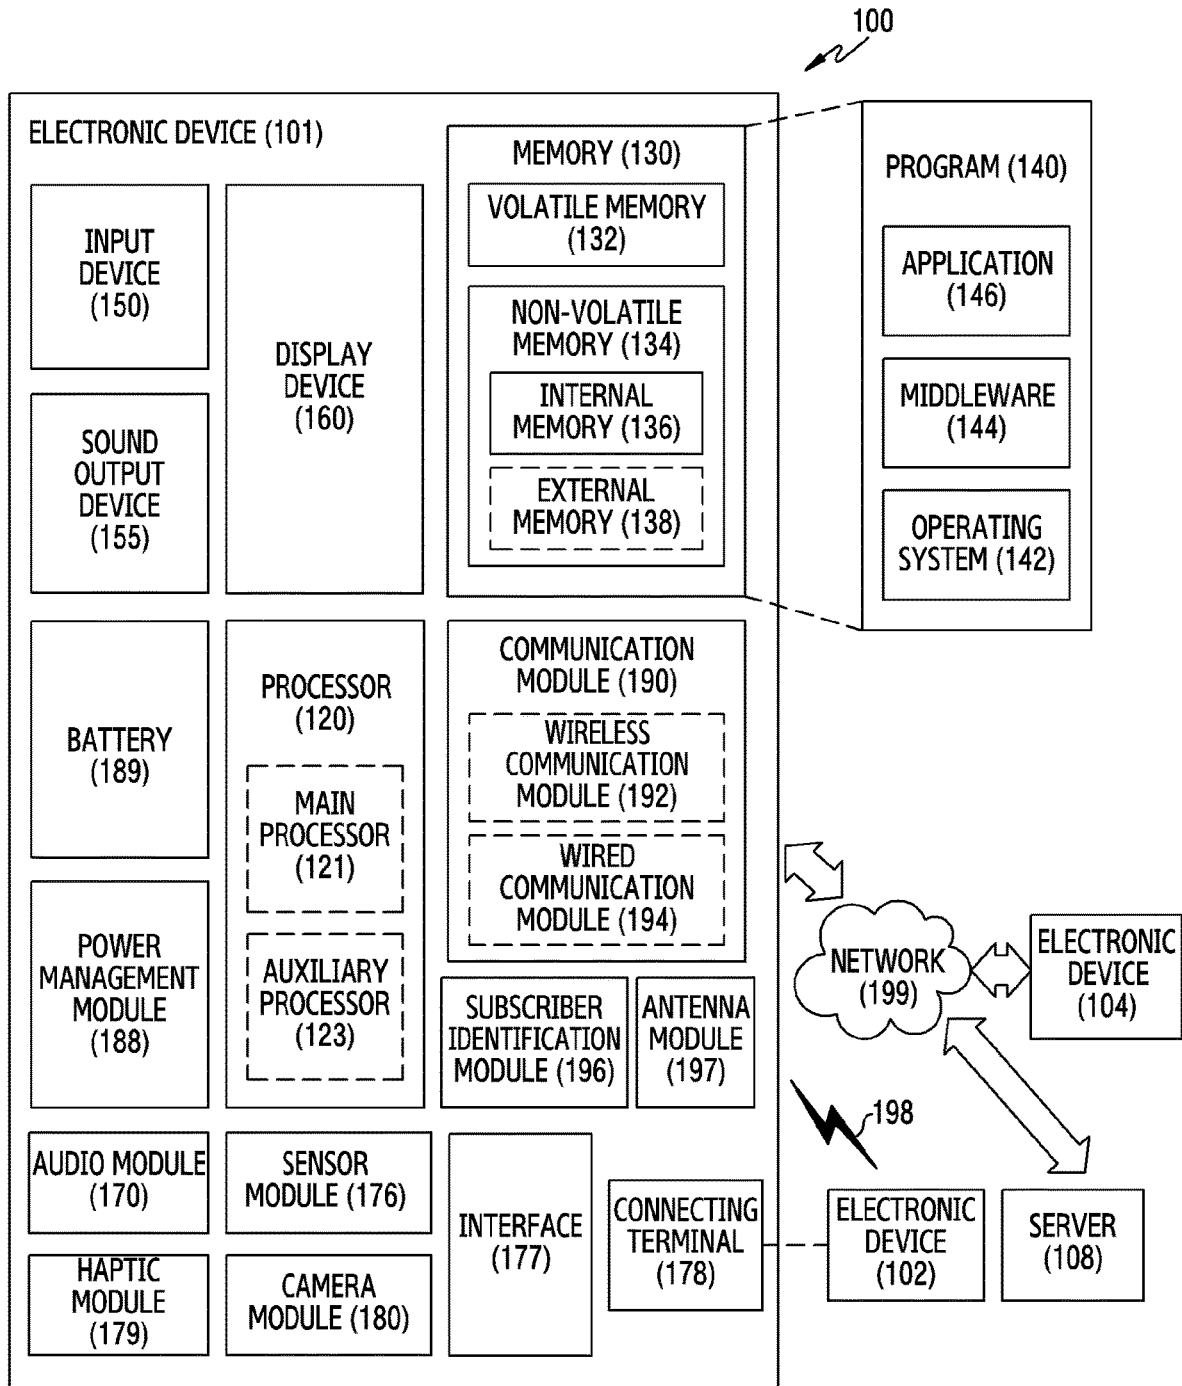 100
ELECTRONIC DEVICE (101)
INPUT
DEVICE
(150)
SOUND
OUTPUT
DEVICE
(155)
DISPLAY
DEVICE
(160)
MEMORY (130)
VOLATILE MEMORY
(132)
NON-VOLATILE
MEMORY (134)
INTERNAL
MEMORY (136)
EXTERNAL
MEMORY (138)
PROGRAM (140)
APPLICATION
(146)
MIDDLEWARE
(144)
OPERATING
SYSTEM (142)
BATTERY
(189)
POWER
MANAGEMENT
MODULE
(188)
PROCESSOR
(120)
MAIN
PROCESSOR
(121)
AUXILIARY
PROCESSOR
(123)
COMMUNICATION
MODULE (190)
WIRELESS
COMMUNICATION
MODULE (192)
WIRED
COMMUNICATION
MODULE (194)
SUBSCRIBER
IDENTIFICATION
MODULE (196)
ANTENNA
MODULE
(197)
NETWORK
(199)
ELECTRONIC
DEVICE
(104)
198
AUDIO MODULE
(170)
SENSOR
MODULE (176)
INTERFACE
(177)
CONNECTING
TERMINAL
(178)
ELECTRONIC
DEVICE
(102)
SERVER
(108)
HAPTIC
MODULE
(179)
CAMERA
MODULE (180)